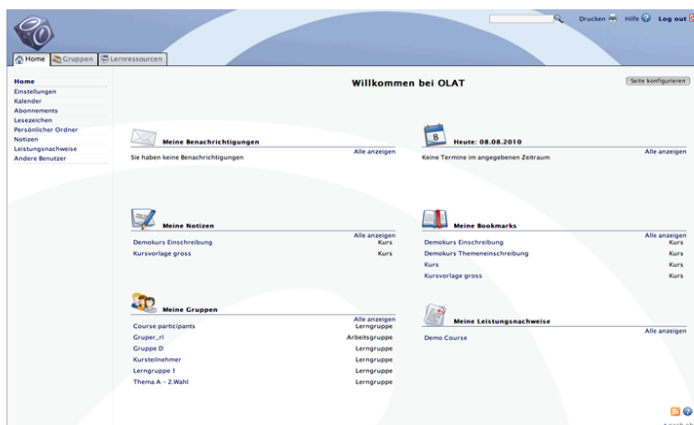 Drucken Hilfe Log out
Home Gruppen Lernressourcen
Home
Einstellungen
Kalender
Abonnements
Lesezeichen
Persönlicher Ordner
Notizen
Leistungsnachweise
Andere Benutzer
Willkommen bei OLAT
Seite konfigurieren
Meine Benachrichtigungen
Alle anzeigen
Sie haben keine Benachrichtigungen
8
Heute: 08.08.2010
Alle anzeigen
Keine Termine im angegebenen Zeitraum
Meine Notizen
Alle anzeigen
Demokurs Einschreibung Kurs
Kursvorlage gross Kurs
Meine Bookmarks
Alle anzeigen
Demokurs Einschreibung Kurs
Demokurs Themeneinschreibung Kurs
Kurs Kurs
Kursvorlage gross Kurs
Meine Gruppen
Alle anzeigen
Course participants Lerngruppe
Gruper_rl Arbeitsgruppe
Gruppe D Lerngruppe
Kursteilnehmer Lerngruppe
Lerngruppe 1 Lerngruppe
Thema A - 2.Wahl Lerngruppe
Meine Leistungsnachweise
Alle anzeigen
Demo Course